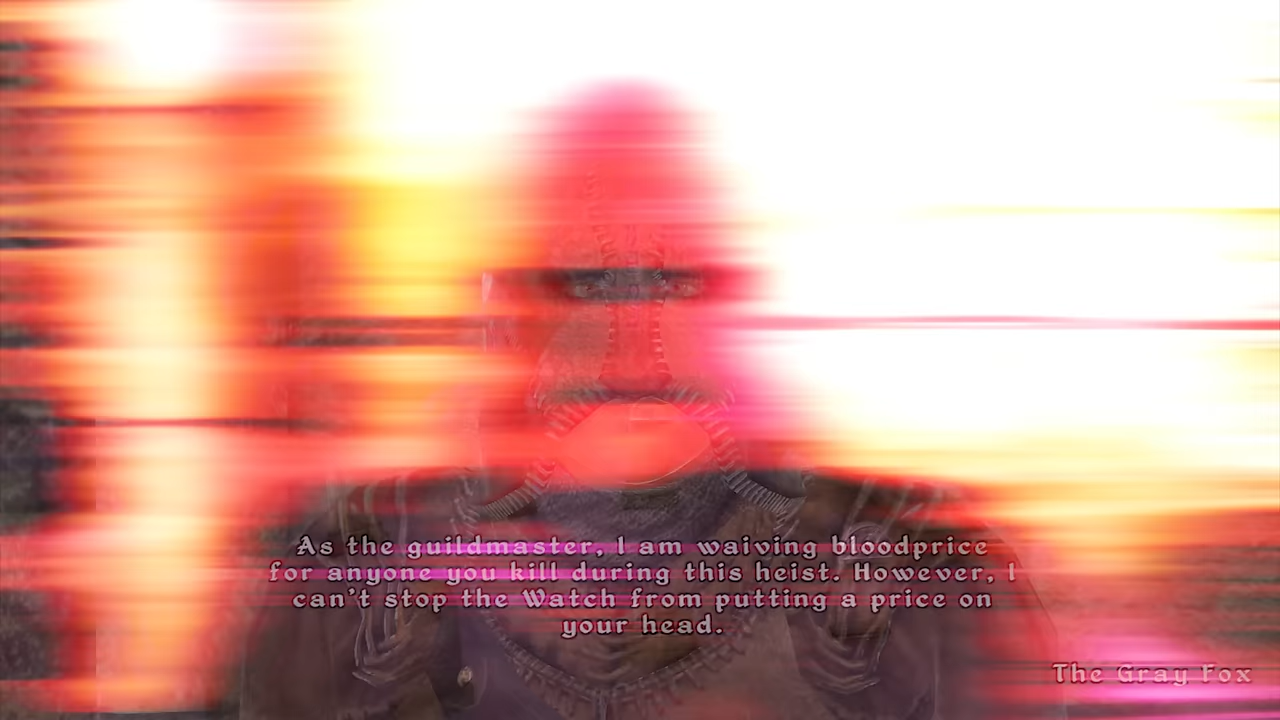 As the guildmaster, I am waiving bloodprice
for anyone you kill during this heist. However, I
can't stop the Watch from putting a price on
your head.
The Gray Fox